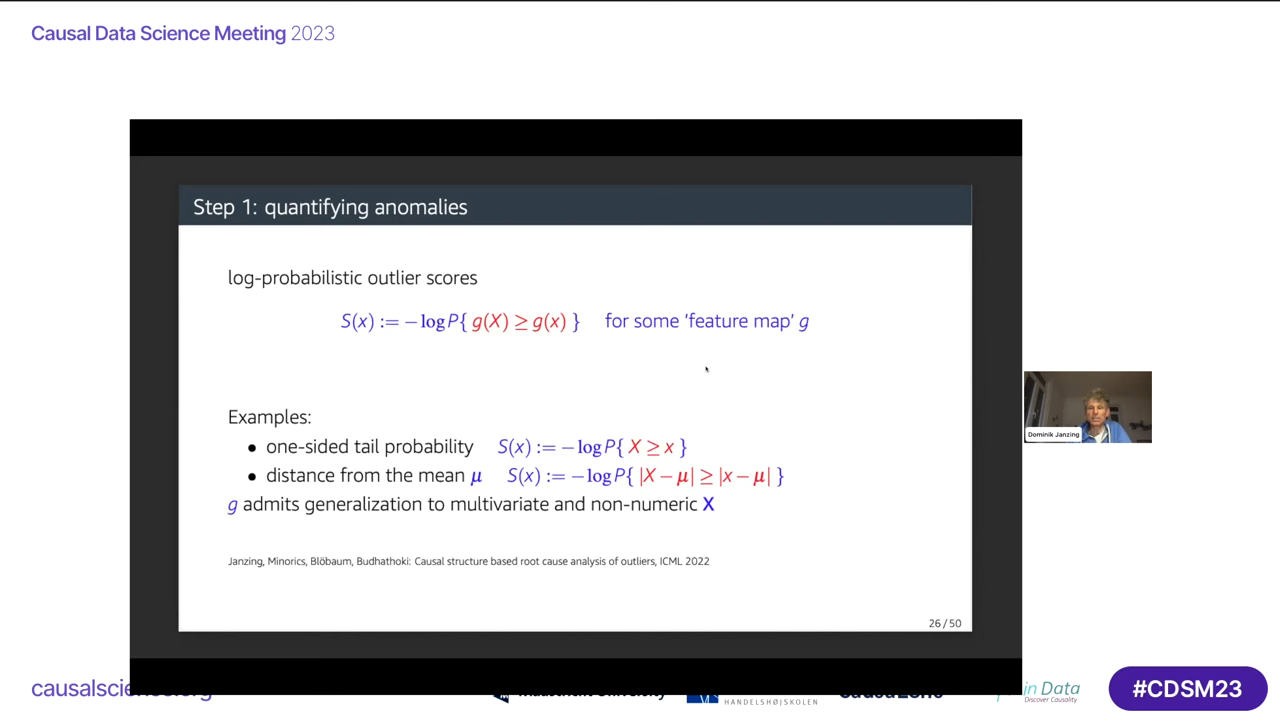 Causal Data Science Meeting 2023
Step 1: quantifying anomalies
log-probabilistic outlier scores
S(x) := − log P{ g(X) ≥ g(x) } for some 'feature map' g
Examples:
• one-sided tail probability S(x) := − log P{ X ≥ x }
• distance from the mean μ S(x) := − log P{ |X − μ| ≥ |x − μ| }
g admits generalization to multivariate and non-numeric X
Janzing, Minorics, Blöbaum, Budhathoki: Causal structure based root cause analysis of outliers, ICML 2022
26 / 50
Dominik Janzing
HANDELSHØJSKOLEN
in Data
Discover Causality
#CDSM23